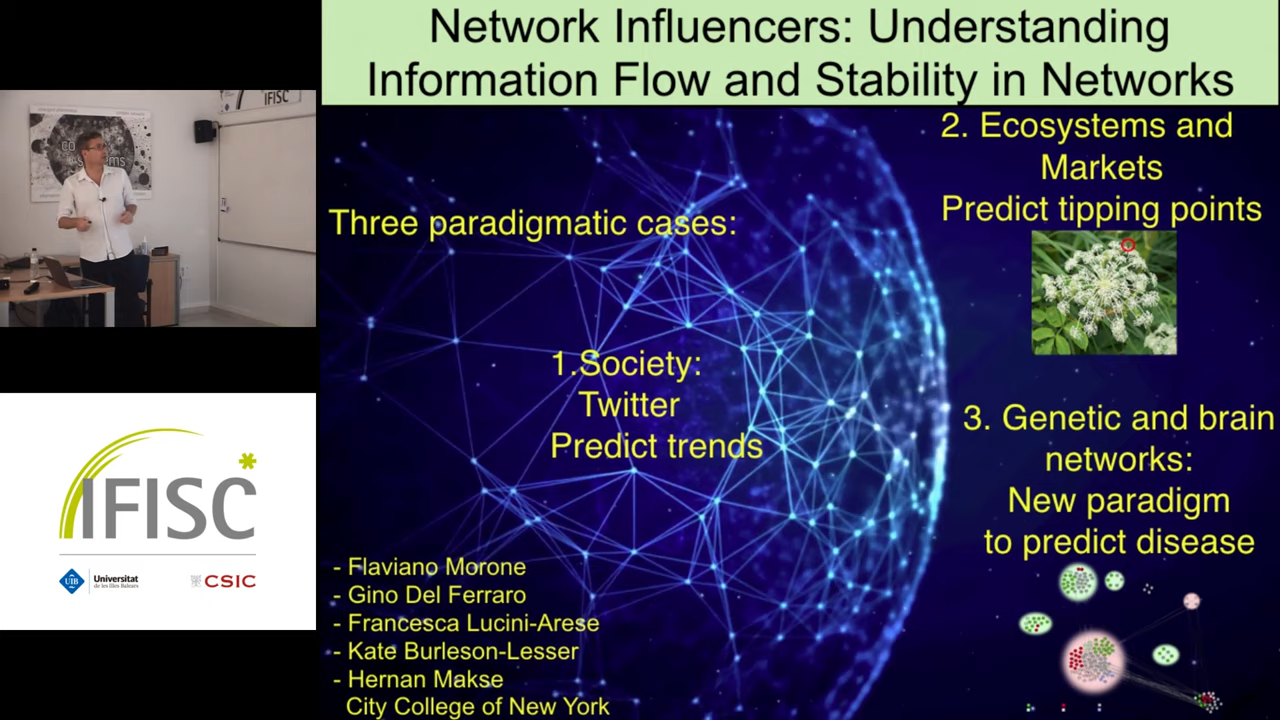 Network Influencers: Understanding
Information Flow and Stability in Networks
Three paradigmatic cases:
1.Society:
Twitter
Predict trends
2. Ecosystems and
Markets
Predict tipping points
3. Genetic and brain
networks:
New paradigm
to predict disease
- Flaviano Morone
- Gino Del Ferraro
- Francesca Lucini-Arese
- Kate Burleson-Lesser
- Hernan Makse
City College of New York
IFISC
IFISC
UIB
Universitat
de les Illes Balears
CSIC